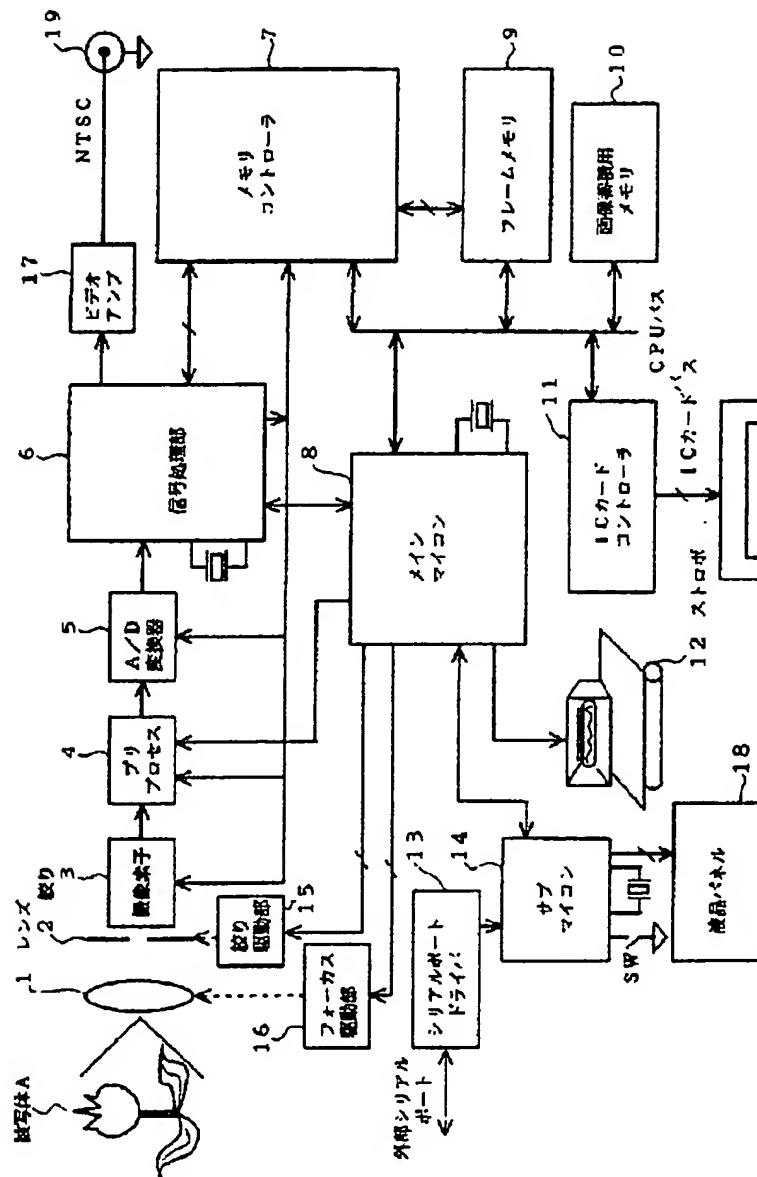 被写体A
1
レンズ
2
絞り
3
撮像素子
4
プリ
プロセス
5
A/D
変換器
6
信号処理部
17
ビデオ
アンプ
NTSC
19
16
フォーカス
駆動部
15
絞り
駆動部
8
メイン
マイコン
7
メモリ
コントローラ
外部シリアル
ポート
13
シリアルポート
ドライバ
14
サブ
マイコン
SW
18
液晶パネル
12
ストロボ
11
ICカード
コントローラ
ICカードバス
CPUバス
9
フレームメモリ
10
画像蓄積用
メモリ